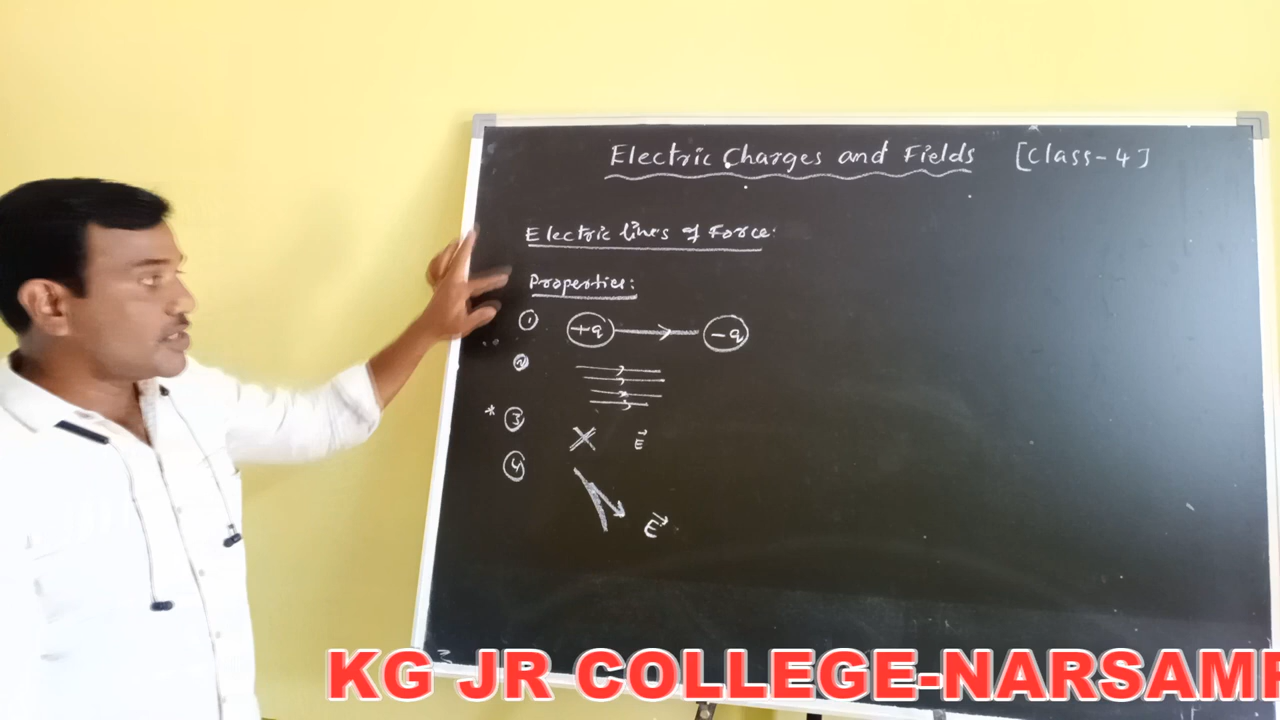 Electric Charges and Fields [Class-4]
Electric lines of Force:
Properties:
① +q -q
②
* ③ E⃗
④ E⃗
KG JR COLLEGE-NARSAMP